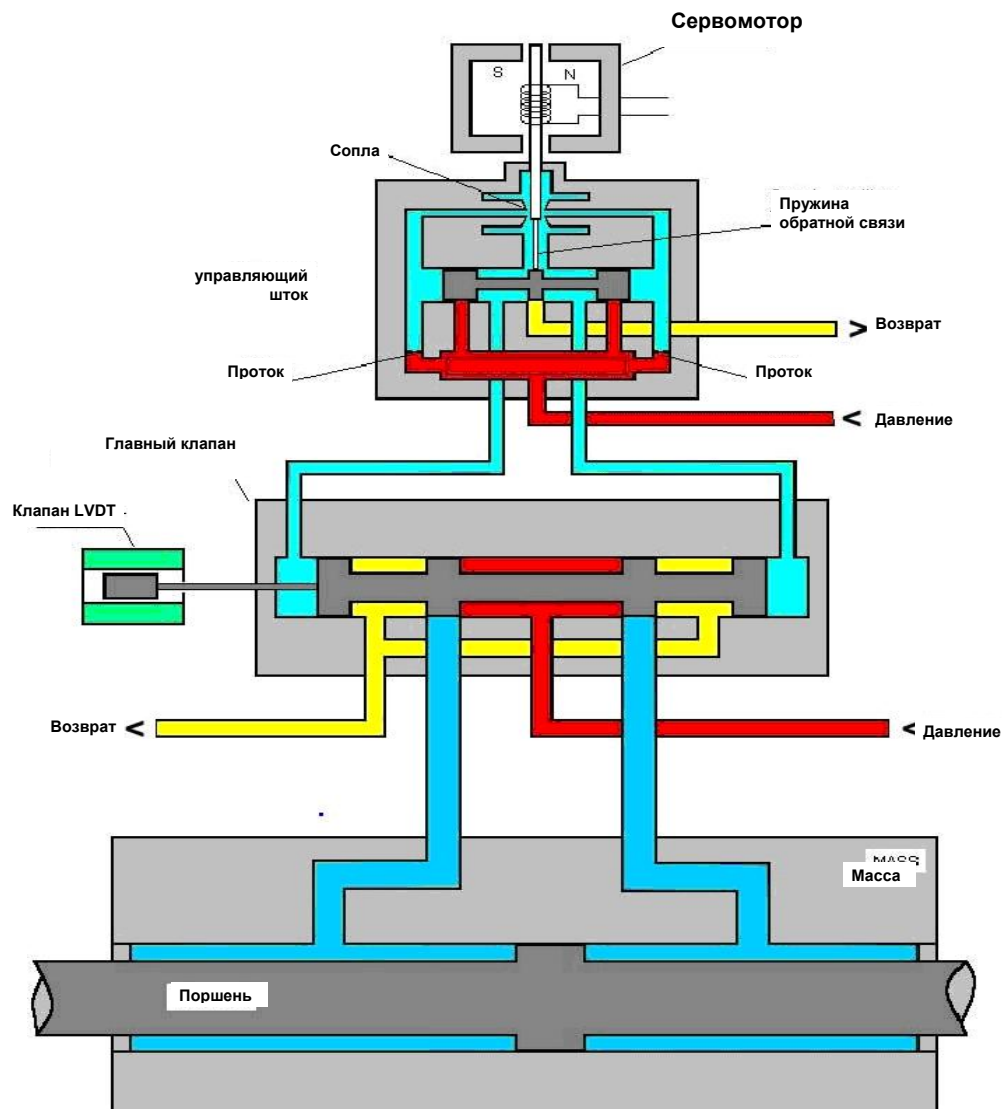 Сервомотор
S
N
Сопла
Пружина
обратной связи
управляющий
шток
> Возврат
Проток
Проток
< Давление
Главный клапан
Клапан LVDT
Возврат <
< Давление
MASS
Масса
Поршень